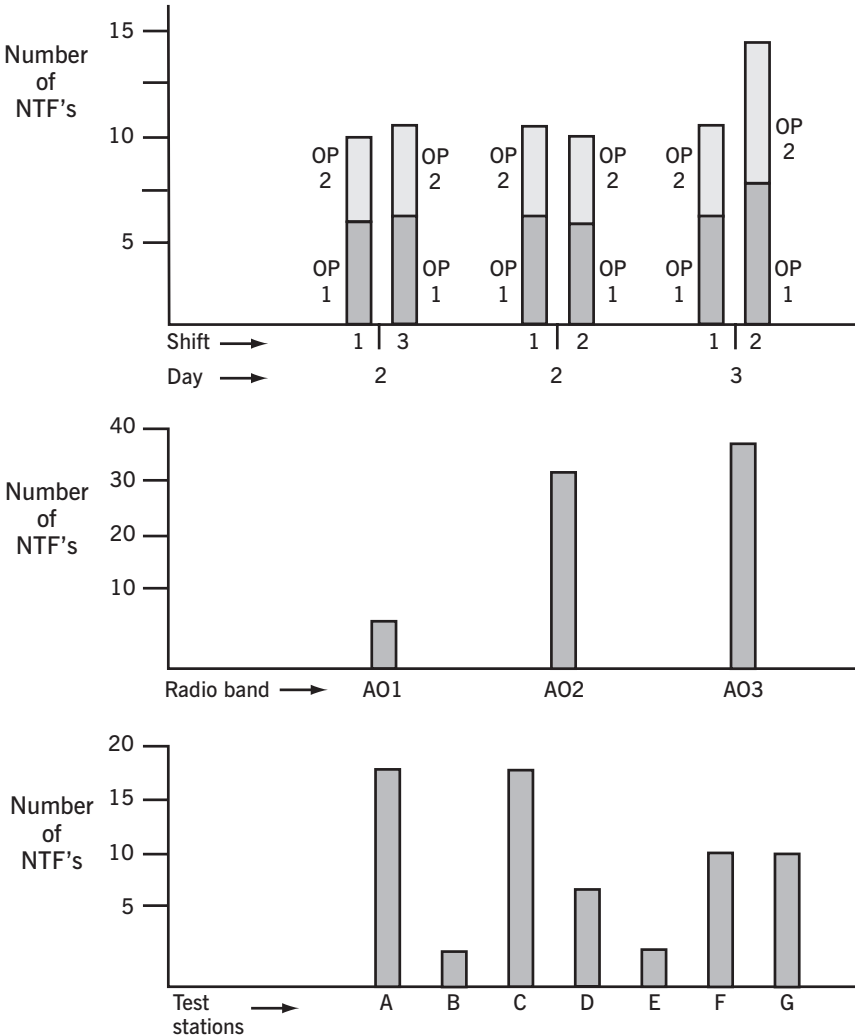 15
Number
of
NTF's
10
OP OP OP OP OP OP
2 2 2 2 2 2
5
OP OP OP OP OP OP
1 1 1 1 1 1
Shift 1 3 1 2 1 2
Day 2 2 3
40
Number
of
NTF's
30
20
10
Radio band AO1 AO2 AO3
20
Number
of
NTF's
15
10
5
Test
stations
A B C D E F G